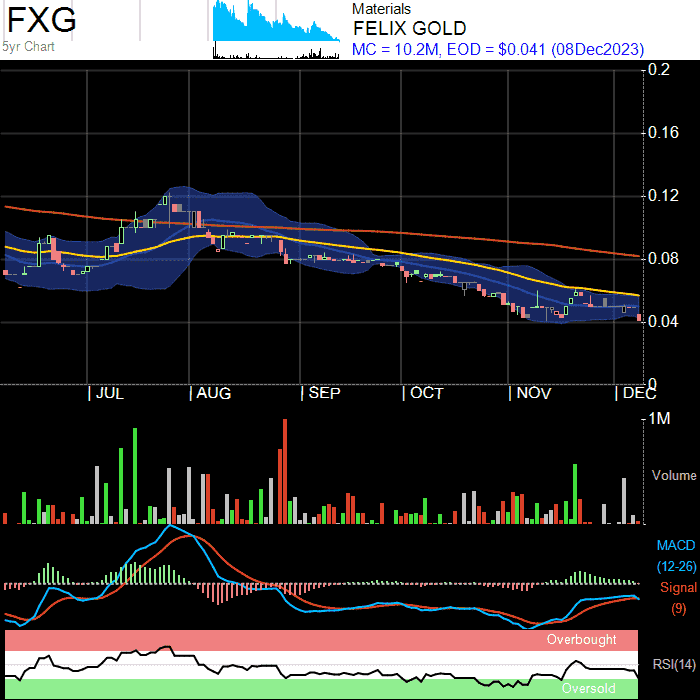 FXG
5yr Chart
Materials
FELIX GOLD
MC = 10.2M, EOD = $0.041 (08Dec2023)
0.2
0.16
0.12
0.08
0.04
0
| JUL | AUG | SEP | OCT | NOV | DEC
1M
Volume
MACD
(12-26)
Signal
(9)
Overbought
RSI(14)
Oversold